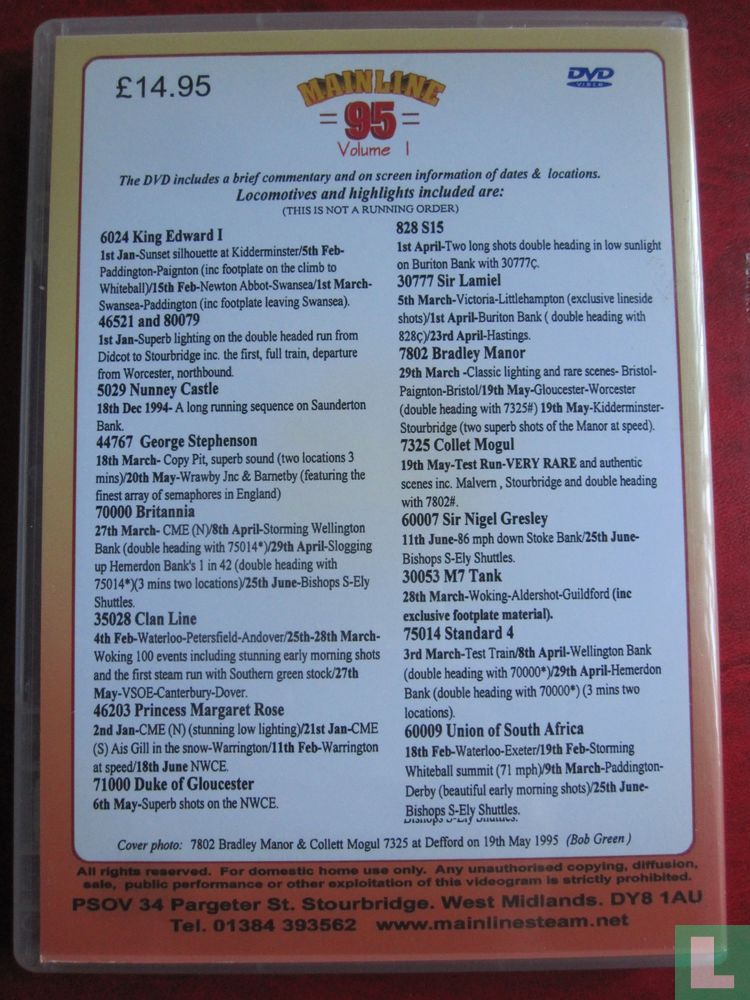 £14.95
MAINLINE
= 95 =
Volume 1
DVD
VIDEO
The DVD includes a brief commentary and on screen information of dates & locations.
Locomotives and highlights included are:
(THIS IS NOT A RUNNING ORDER)
6024 King Edward I
1st Jan-Sunset silhouette at Kidderminster/5th Feb-
Paddington-Paignton (inc footplate on the climb to
Whiteball)/15th Feb-Newton Abbot-Swansea/1st March-
Swansea-Paddington (inc footplate leaving Swansea).
46521 and 80079
1st Jan-Superb lighting on the double headed run from
Didcot to Stourbridge inc. the first, full train, departure
from Worcester, northbound.
5029 Nunney Castle
18th Dec 1994- A long running sequence on Saunderton
Bank.
44767 George Stephenson
18th March- Copy Pit, superb sound (two locations 3
mins)/20th May-Wrawby Jnc & Barnetby (featuring the
finest array of semaphores in England)
70000 Britannia
27th March- CME (N)/8th April-Storming Wellington
Bank (double heading with 75014*)/29th April-Slogging
up Hemerdon Bank's 1 in 42 (double heading with
75014*)(3 mins two locations)/25th June-Bishops S-Ely
Shuttles.
35028 Clan Line
4th Feb-Waterloo-Petersfield-Andover/25th-28th March-
Woking 100 events including stunning early morning shots
and the first steam run with Southern green stock/27th
May-VSOE-Canterbury-Dover.
46203 Princess Margaret Rose
2nd Jan-CME (N) (stunning low lighting)/21st Jan-CME
(S) Ais Gill in the snow-Warrington/11th Feb-Warrington
at speed/18th June NWCE.
71000 Duke of Gloucester
6th May-Superb shots on the NWCE.
828 S15
1st April-Two long shots double heading in low sunlight
on Buriton Bank with 30777ç.
30777 Sir Lamiel
5th March-Victoria-Littlehampton (exclusive lineside
shots)/1st April-Buriton Bank ( double heading with
828ç)/23rd April-Hastings.
7802 Bradley Manor
29th March -Classic lighting and rare scenes- Bristol-
Paignton-Bristol/19th May-Gloucester-Worcester
(double heading with 7325#) 19th May-Kidderminster-
Stourbridge (two superb shots of the Manor at speed).
7325 Collet Mogul
19th May-Test Run-VERY RARE and authentic
scenes inc. Malvern , Stourbridge and double heading
with 7802#.
60007 Sir Nigel Gresley
11th June-86 mph down Stoke Bank/25th June-
Bishops S-Ely Shuttles.
30053 M7 Tank
28th March-Woking-Aldershot-Guildford (inc
exclusive footplate material).
75014 Standard 4
3rd March-Test Train/8th April-Wellington Bank
(double heading with 70000*)/29th April-Hemerdon
Bank (double heading with 70000*) (3 mins two
locations).
60009 Union of South Africa
18th Feb-Waterloo-Exeter/19th Feb-Storming
Whiteball summit (71 mph)/9th March-Paddington-
Derby (beautiful early morning shots)/25th June-
Bishops S-Ely Shuttles.
Bishops S-Ely Shuttles.
Cover photo: 7802 Bradley Manor & Collett Mogul 7325 at Defford on 19th May 1995 (Bob Green )
All rights reserved. For domestic home use only. Any unauthorised copying, diffusion,
sale, public performance or other exploitation of this videogram is strictly prohibited.
PSOV 34 Pargeter St. Stourbridge. West Midlands. DY8 1AU
Tel. 01384 393562 www.mainlinesteam.net
L